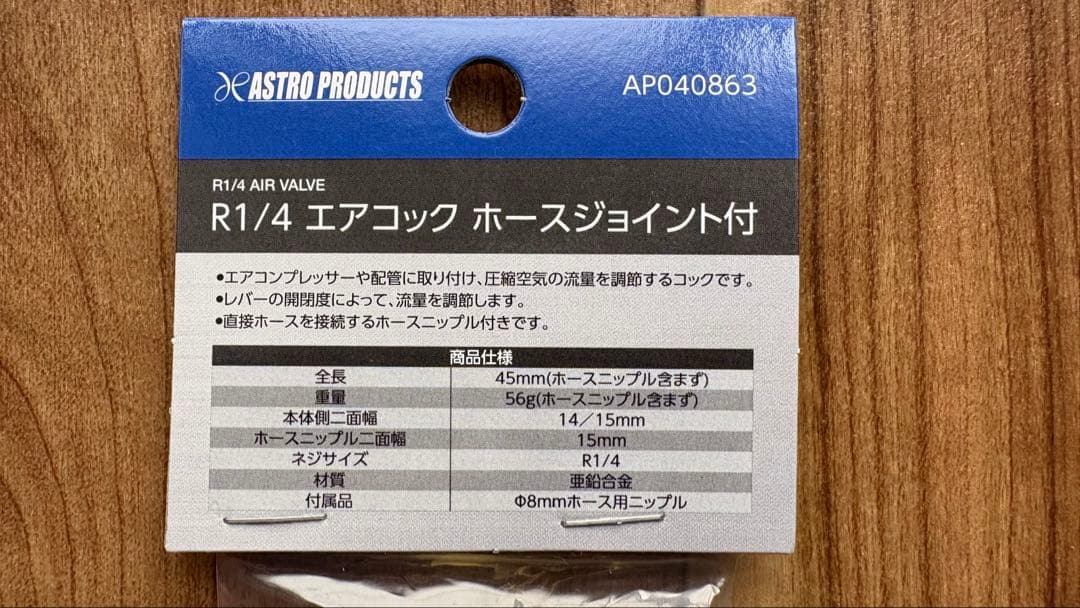 ASTRO PRODUCTS
AP040863
R1/4 AIR VALVE
R1/4 エアコック ホースジョイント付
●エアコンプレッサーや配管に取り付け、圧縮空気の流量を調節するコックです。
●レバーの開閉度によって、流量を調節します。
●直接ホースを接続するホースニップル付きです。
商品仕様
全長 45mm(ホースニップル含まず)
重量 56g(ホースニップル含まず)
本体側二面幅 14／15mm
ホースニップル二面幅 15mm
ネジサイズ R1/4
材質 亜鉛合金
付属品 Φ8mmホース用ニップル